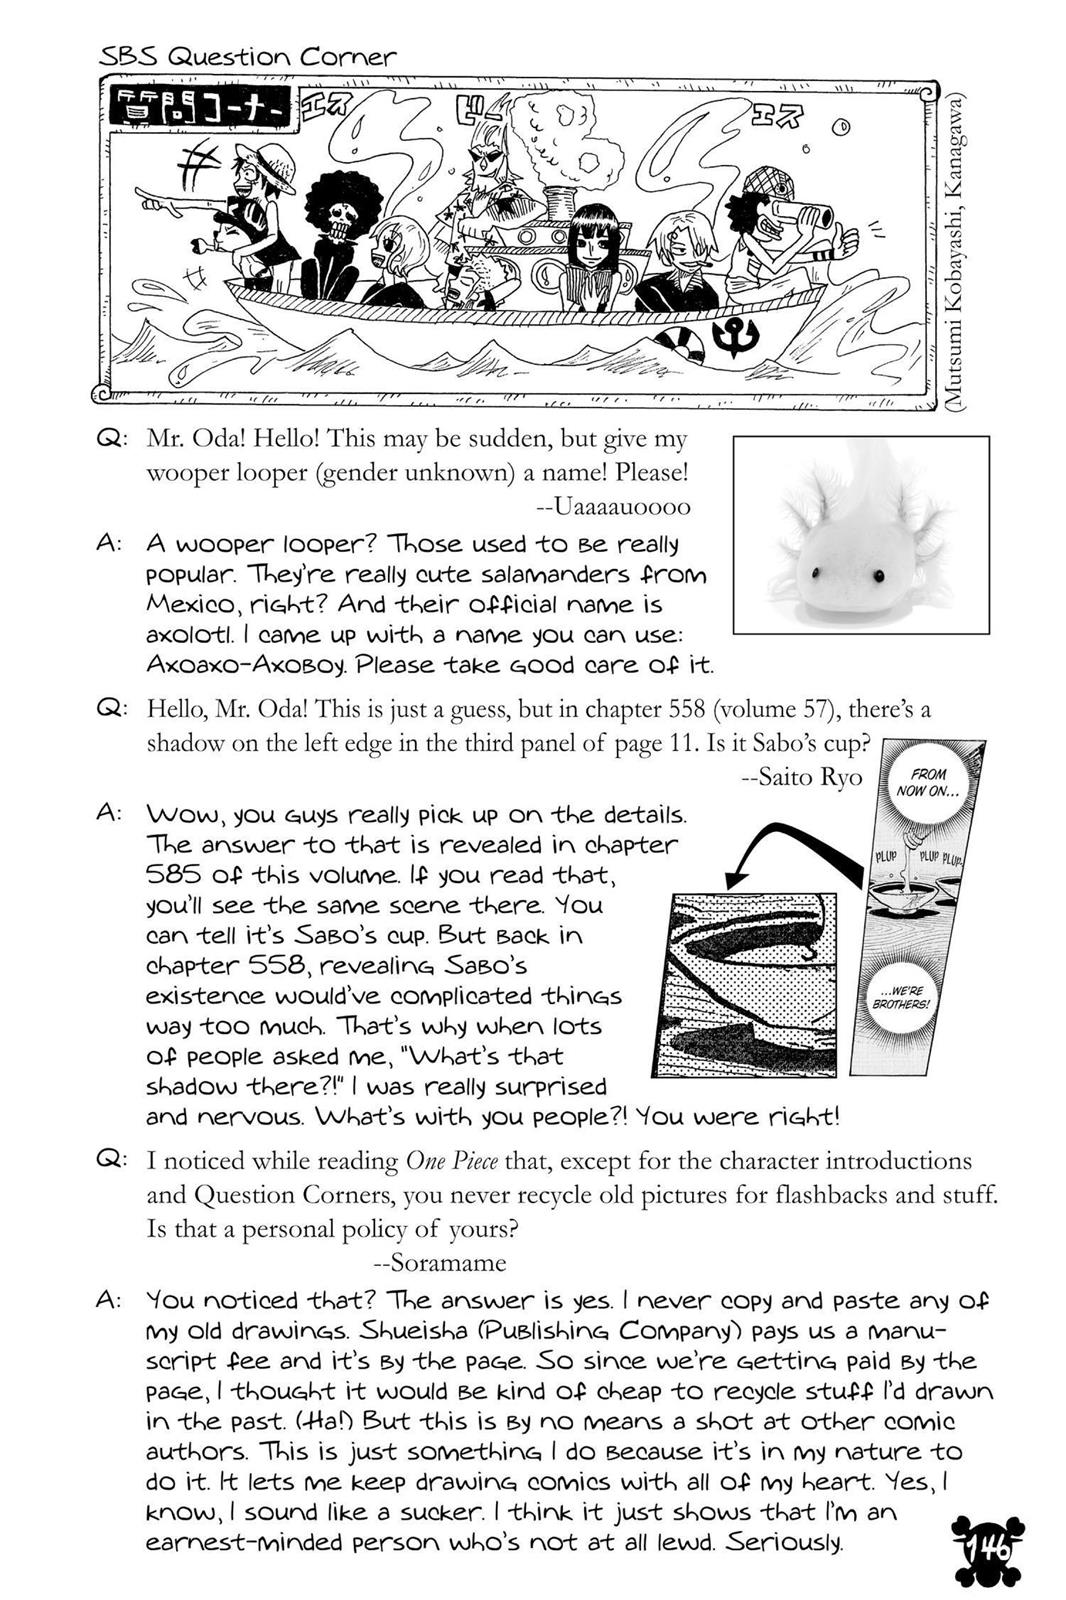 SBS Question Corner
質問コーナー
エス
ビー
エス
(Mutsumi Kobayashi, Kanagawa)
Q: Mr. Oda! Hello! This may be sudden, but give my
wooper looper (gender unknown) a name! Please!
--Uaaaauoooo
A: A wooper looper? Those used to be really
popular. They're really cute salamanders from
Mexico, right? And their official name is
axolotl. I came up with a name you can use:
Axoaxo-Axoboy. Please take good care of it.
Q: Hello, Mr. Oda! This is just a guess, but in chapter 558 (volume 57), there's a
shadow on the left edge in the third panel of page 11. Is it Sabo's cup?
--Saito Ryo
A: Wow, you guys really pick up on the details.
The answer to that is revealed in chapter
585 of this volume. If you read that,
you'll see the same scene there. You
can tell it's Sabo's cup. But back in
chapter 558, revealing Sabo's
existence would've complicated things
way too much. That's why when lots
of people asked me, "What's that
shadow there?!" I was really surprised
and nervous. What's with you people?! You were right!
FROM
NOW ON...
PLUP
PLUP PLUP
...WE'RE
BROTHERS!
Q: I noticed while reading One Piece that, except for the character introductions
and Question Corners, you never recycle old pictures for flashbacks and stuff.
Is that a personal policy of yours?
--Soramame
A: You noticed that? The answer is yes. I never copy and paste any of
my old drawings. Shueisha (Publishing Company) pays us a manu-
script fee and it's by the page. So since we're getting paid by the
page, I thought it would be kind of cheap to recycle stuff I'd drawn
in the past. (Ha!) But this is by no means a shot at other comic
authors. This is just something I do because it's in my nature to
do it. It lets me keep drawing comics with all of my heart. Yes, I
know, I sound like a sucker. I think it just shows that I'm an
earnest-minded person who's not at all lewd. Seriously.
146